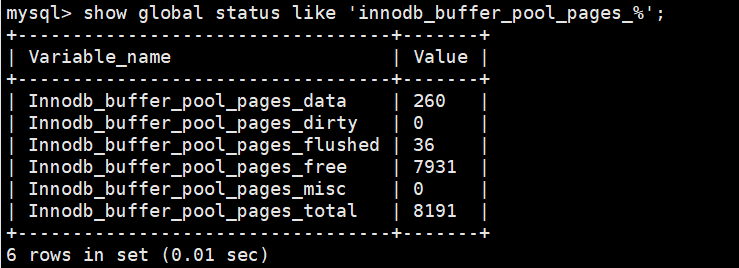 mysql> show global status like 'innodb_buffer_pool_pages_%';
+----------------------------------+-------+
| Variable_name                    | Value |
+----------------------------------+-------+
| Innodb_buffer_pool_pages_data    | 260   |
| Innodb_buffer_pool_pages_dirty   | 0     |
| Innodb_buffer_pool_pages_flushed | 36    |
| Innodb_buffer_pool_pages_free    | 7931  |
| Innodb_buffer_pool_pages_misc    | 0     |
| Innodb_buffer_pool_pages_total   | 8191  |
+----------------------------------+-------+
6 rows in set (0.01 sec)